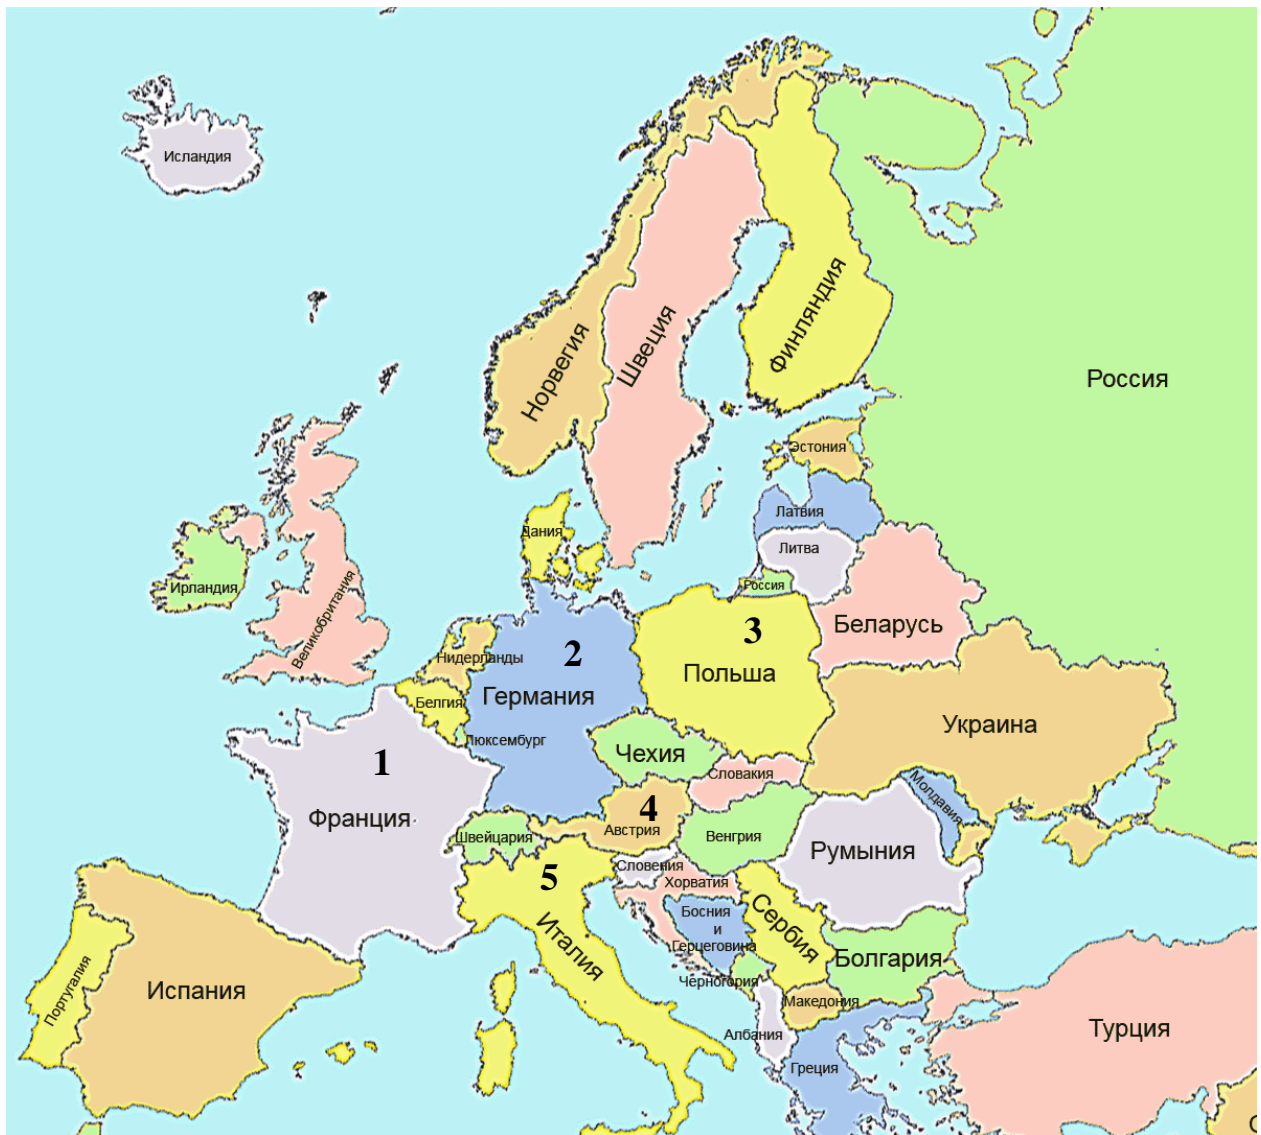 Исландия
Норвегия
Швеция
Финляндия
Россия
Эстония
Латвия
Литва
Россия
Дания
Ирландия
Великобритания
Беларусь
Нидерланды
2
Германия
3
Польша
Белгия
Люксембург
Чехия
Украина
1
Франция
Словакия
Молдавия
4
Австрия
Швейцария
Венгрия
Румыния
Словения
5
Италия
Хорватия
Босния
и
Герцеговина
Сербия
Болгария
Черногория
Португалия
Испания
Македония
Албания
Турция
Греция
С